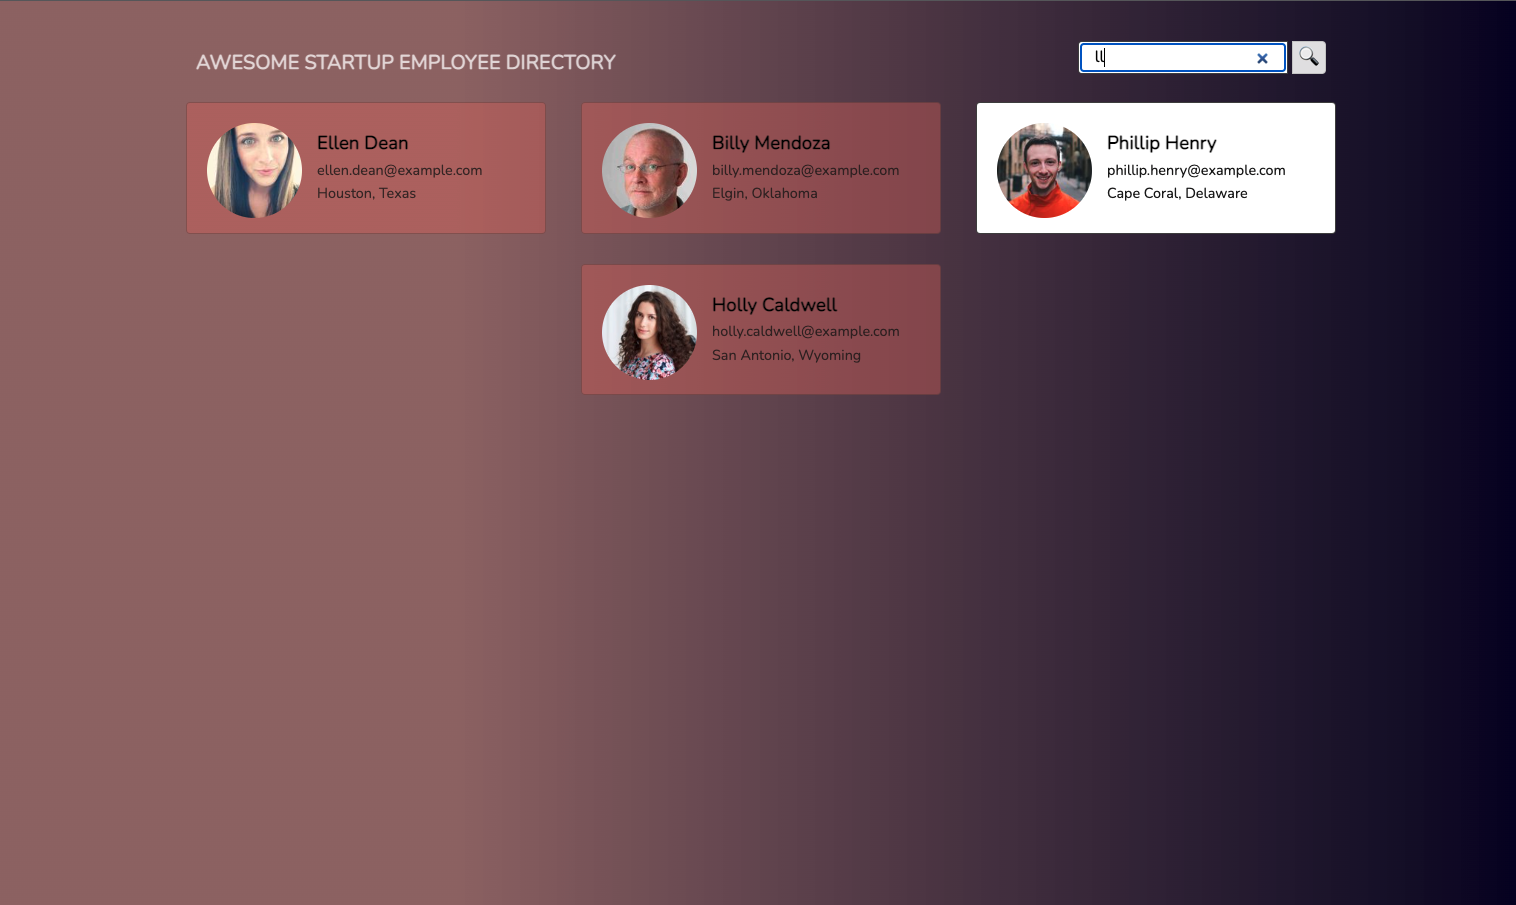 AWESOME STARTUP EMPLOYEE DIRECTORY
ll
Ellen Dean
ellen.dean@example.com
Houston, Texas
Billy Mendoza
billy.mendoza@example.com
Elgin, Oklahoma
Phillip Henry
phillip.henry@example.com
Cape Coral, Delaware
Holly Caldwell
holly.caldwell@example.com
San Antonio, Wyoming